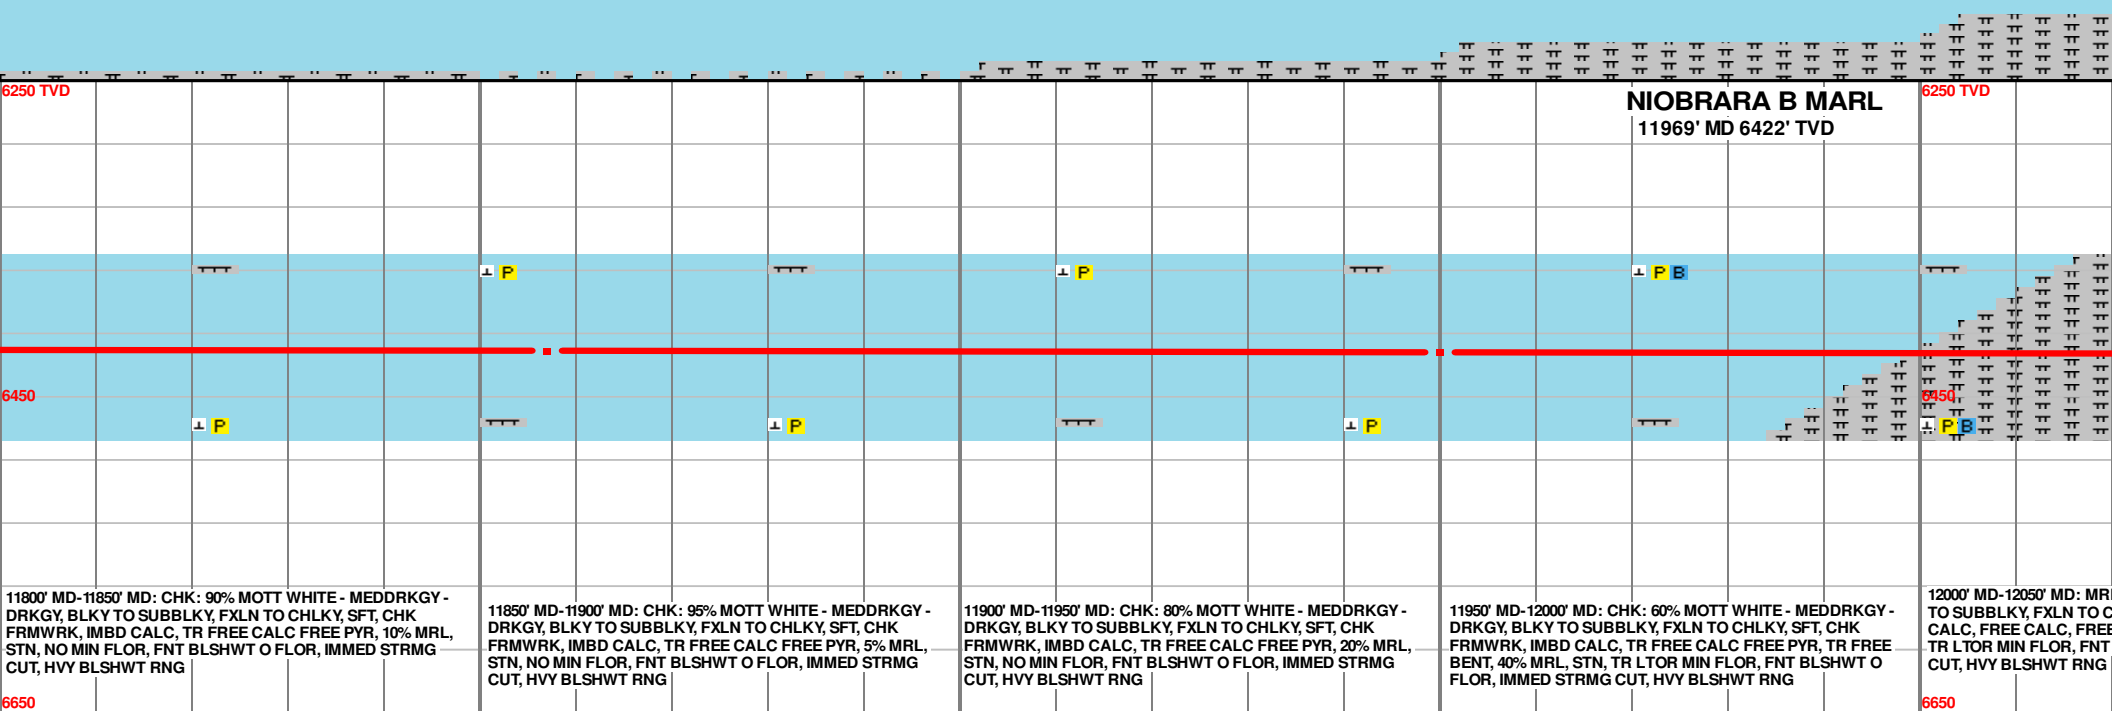 6250 TVD
6250 TVD
NIOBRARA B MARL
11969' MD 6422' TVD
P
P
P B
6450
6450
P
P
P
P B
11800' MD-11850' MD: CHK: 90% MOTT WHITE - MEDDRKGY -
DRKGY, BLKY TO SUBBLKY, FXLN TO CHLKY, SFT, CHK
FRMWRK, IMBD CALC, TR FREE CALC FREE PYR, 10% MRL,
STN, NO MIN FLOR, FNT BLSHWT O FLOR, IMMED STRMG
CUT, HVY BLSHWT RNG
11850' MD-11900' MD: CHK: 95% MOTT WHITE - MEDDRKGY -
DRKGY, BLKY TO SUBBLKY, FXLN TO CHLKY, SFT, CHK
FRMWRK, IMBD CALC, TR FREE CALC FREE PYR, 5% MRL,
STN, NO MIN FLOR, FNT BLSHWT O FLOR, IMMED STRMG
CUT, HVY BLSHWT RNG
11900' MD-11950' MD: CHK: 80% MOTT WHITE - MEDDRKGY -
DRKGY, BLKY TO SUBBLKY, FXLN TO CHLKY, SFT, CHK
FRMWRK, IMBD CALC, TR FREE CALC FREE PYR, 20% MRL,
STN, NO MIN FLOR, FNT BLSHWT O FLOR, IMMED STRMG
CUT, HVY BLSHWT RNG
11950' MD-12000' MD: CHK: 60% MOTT WHITE - MEDDRKGY -
DRKGY, BLKY TO SUBBLKY, FXLN TO CHLKY, SFT, CHK
FRMWRK, IMBD CALC, TR FREE CALC FREE PYR, TR FREE
BENT, 40% MRL, STN, TR LTOR MIN FLOR, FNT BLSHWT O
FLOR, IMMED STRMG CUT, HVY BLSHWT RNG
12000' MD-12050' MD:
TO SUBBLKY, FXLN TO
CALC, FREE CALC,
TR LTOR MIN FLOR, FNT
CUT, HVY BLSHWT RNG
6650
6650